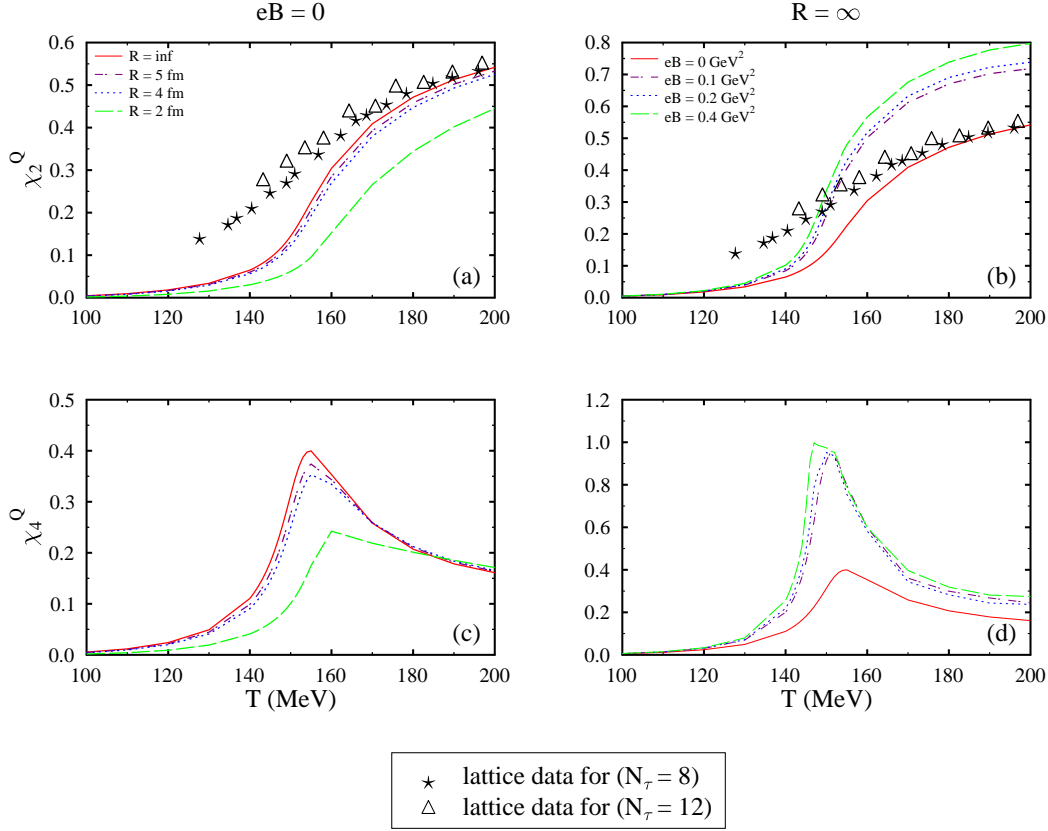 eB = 0
R = ∞
0.6
0.5
0.4
0.3
0.2
0.1
0.0
χ₂^Q
R = inf
R = 5 fm
R = 4 fm
R = 2 fm
(a)
100 120 140 160 180 200
0.8
0.7
0.6
0.5
0.4
0.3
0.2
0.1
0.0
eB = 0 GeV²
eB = 0.1 GeV²
eB = 0.2 GeV²
eB = 0.4 GeV²
(b)
100 120 140 160 180 200
0.5
0.4
0.3
0.2
0.1
0.0
χ₄^Q
(c)
100 120 140 160 180 200
T (MeV)
1.2
1.0
0.8
0.6
0.4
0.2
0.0
(d)
100 120 140 160 180 200
T (MeV)
lattice data for (N_τ = 8)
lattice data for (N_τ = 12)